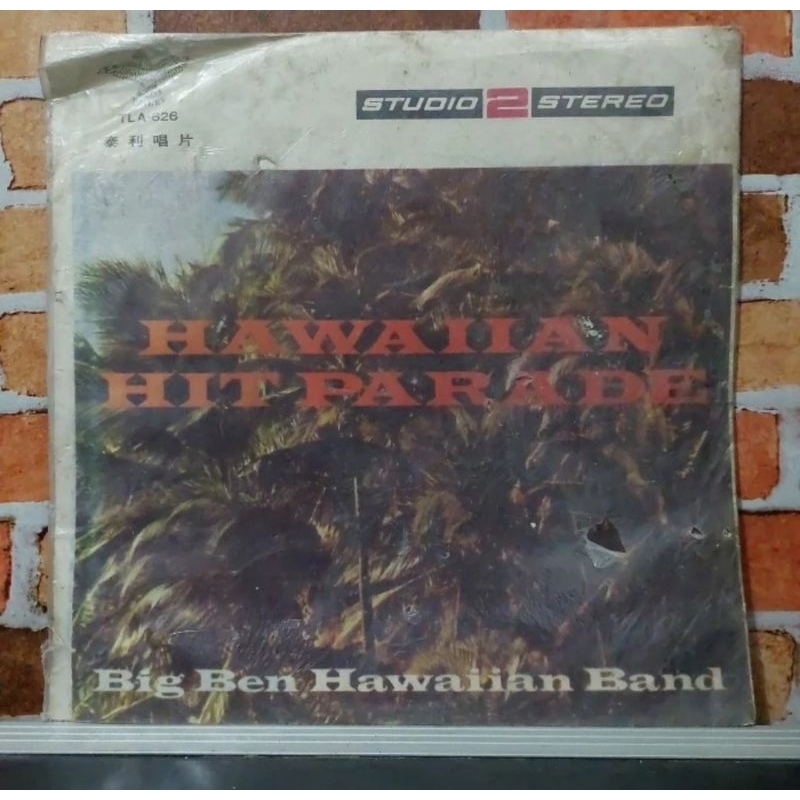 TLA 626
泰利唱片
STUDIO 2 STEREO
HAWAIIAN
HIT PARADE
Big Ben Hawaiian Band